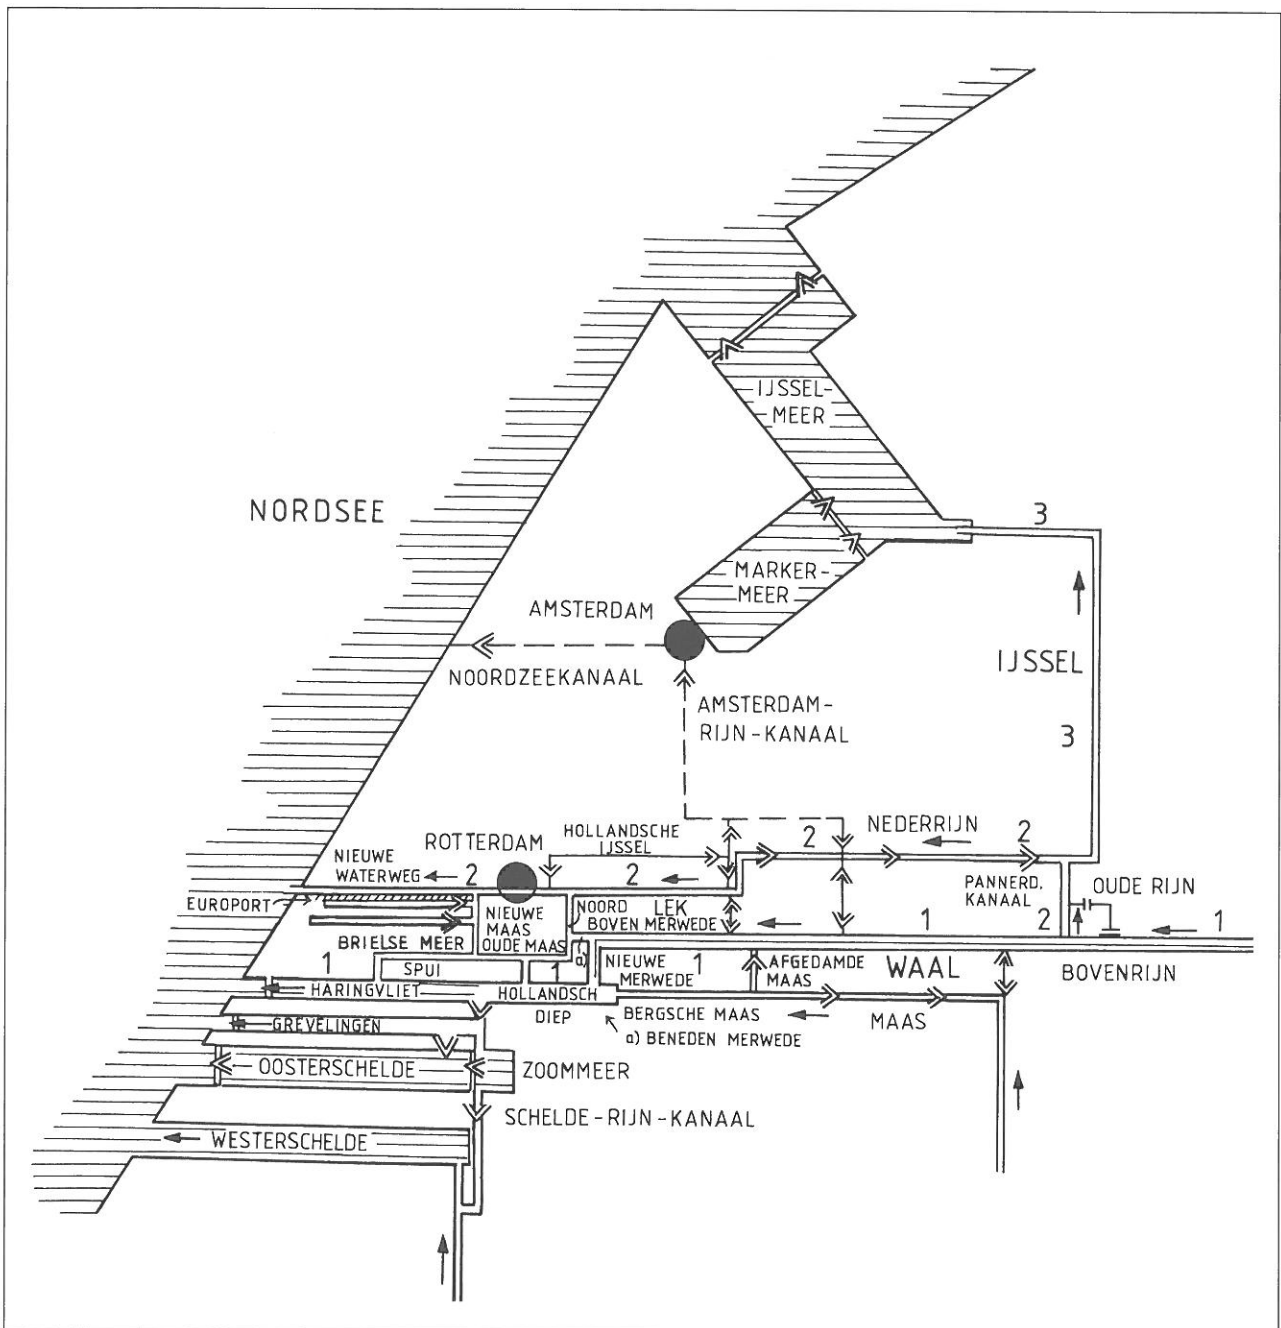 IJSSEL-
MEER
NORDSEE
3
MARKER-
MEER
AMSTERDAM
IJSSEL
NOORDZEEKANAAL
AMSTERDAM-
RIJN-KANAAL
3
ROTTERDAM
HOLLANDSCHE
IJSSEL
2
NEDERRIJN
2
NIEUWE
WATERWEG
2
2
PANNERD.
KANAAL
OUDE RIJN
EUROPORT
NIEUWE
MAAS
OUDE MAAS
NOORD
LEK
BOVEN MERWEDE
1
2
1
BRIELSE MEER
a)
1
SPUI
1
NIEUWE
MERWEDE
1
AFGEDAMDE
MAAS
WAAL
BOVENRIJN
HARINGVLIET
HOLLANDSCH
DIEP
BERGSCHE MAAS
MAAS
GREVELINGEN
a) BENEDEN MERWEDE
OOSTERSCHELDE
ZOOMMEER
SCHELDE-RIJN-KANAAL
WESTERSCHELDE